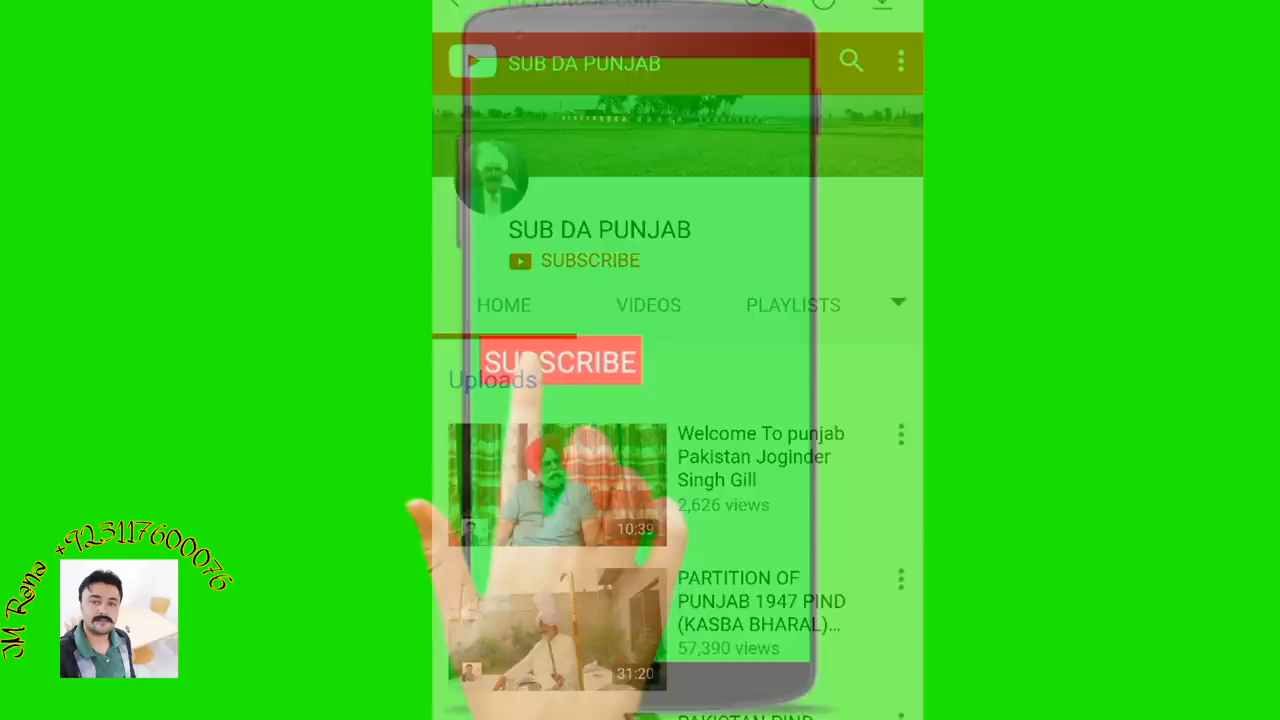 SUB DA PUNJAB
SUB DA PUNJAB
SUBSCRIBE
HOME
VIDEOS
PLAYLISTS
SUBSCRIBE
Uploads
Welcome To punjab
Pakistan Joginder
Singh Gill
2,626 views
10:39
PARTITION OF
PUNJAB 1947 PIND
(KASBA BHARAL)...
57,390 views
31:20
JM Rana +923117600076